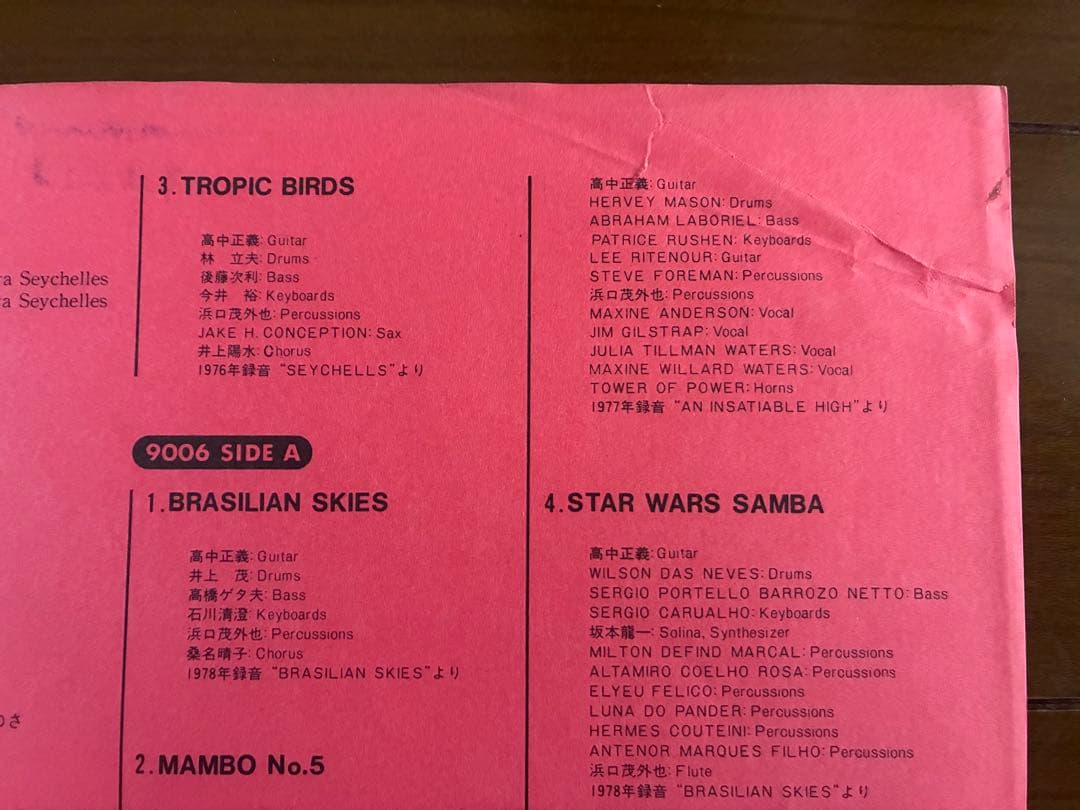 ra Seychelles
a Seychelles
のさ
3.TROPIC BIRDS
高中正義: Guitar
林 立夫: Drums
後藤次利: Bass
今井 裕: Keyboards
浜口茂外也: Percussions
JAKE H. CONCEPTION: Sax
井上陽水: Chorus
1976年録音 “SEYCHELLS”より
9006 SIDE A
1.BRASILIAN SKIES
高中正義: Guitar
井上 茂: Drums
高橋ゲタ夫: Bass
石川清澄: Keyboards
浜口茂外也: Percussions
桑名晴子: Chorus
1978年録音 “BRASILIAN SKIES”より
2.MAMBO No.5
高中正義: Guitar
HERVEY MASON: Drums
ABRAHAM LABORIEL: Bass
PATRICE RUSHEN: Keyboards
LEE RITENOUR: Guitar
STEVE FOREMAN: Percussions
浜口茂外也: Percussions
MAXINE ANDERSON: Vocal
JIM GILSTRAP: Vocal
JULIA TILLMAN WATERS: Vocal
MAXINE WILLARD WATERS: Vocal
TOWER OF POWER: Horns
1977年録音 “AN INSATIABLE HIGH”より
4.STAR WARS SAMBA
高中正義: Guitar
WILSON DAS NEVES: Drums
SERGIO PORTELLO BARROZO NETTO: Bass
SERGIO CARUALHO: Keyboards
坂本龍一: Solina, Synthesizer
MILTON DEFIND MARCAL: Percussions
ALTAMIRO COELHO ROSA: Percussions
ELYEU FELICO: Percussions
LUNA DO PANDER: Percussions
HERMES COUTEINI: Percussions
ANTENOR MARQUES FILHO: Percussions
浜口茂外也: Flute
1978年録音 “BRASILIAN SKIES”より